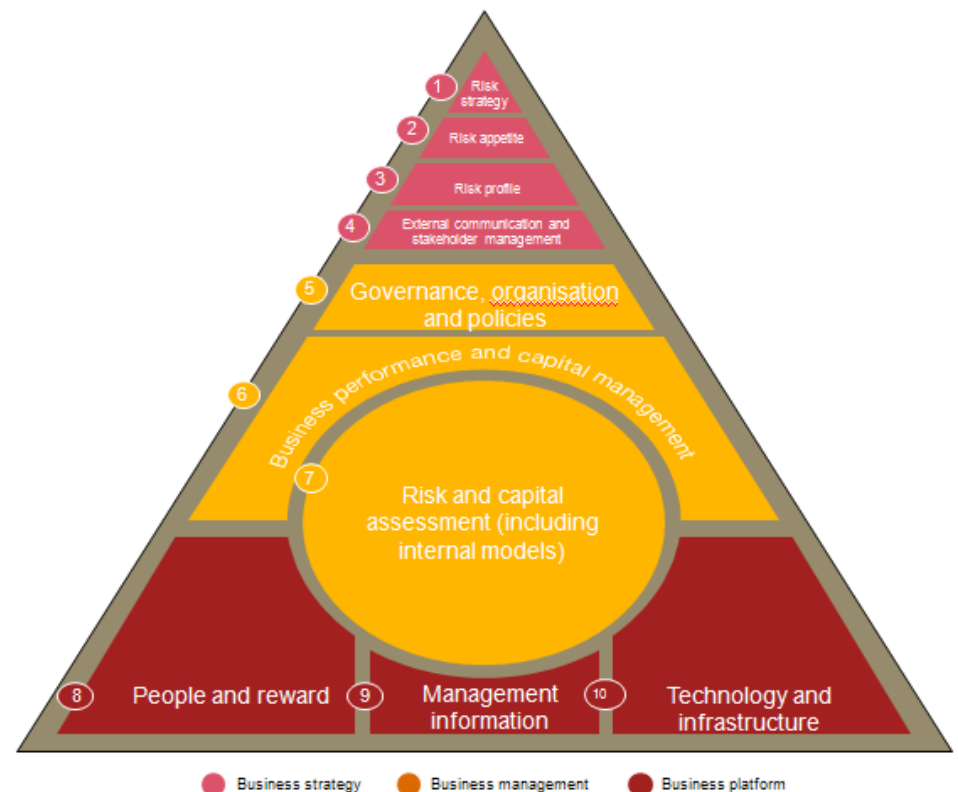 1
Risk
strategy
2
Risk appetite
3
Risk profile
4
External communication and
stakeholder management
5
Governance, organisation
and policies
6
Business performance and capital management
7
Risk and capital
assessment (including
internal models)
8
People and reward
9
Management
information
10
Technology and
infrastructure
Business strategy
Business management
Business platform